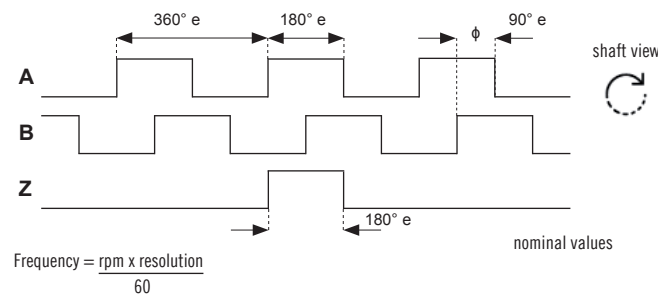 360° e 180° e ϕ 90° e
shaft view
A
B
Z
180° e
nominal values
Frequency = rpm x resolution
60